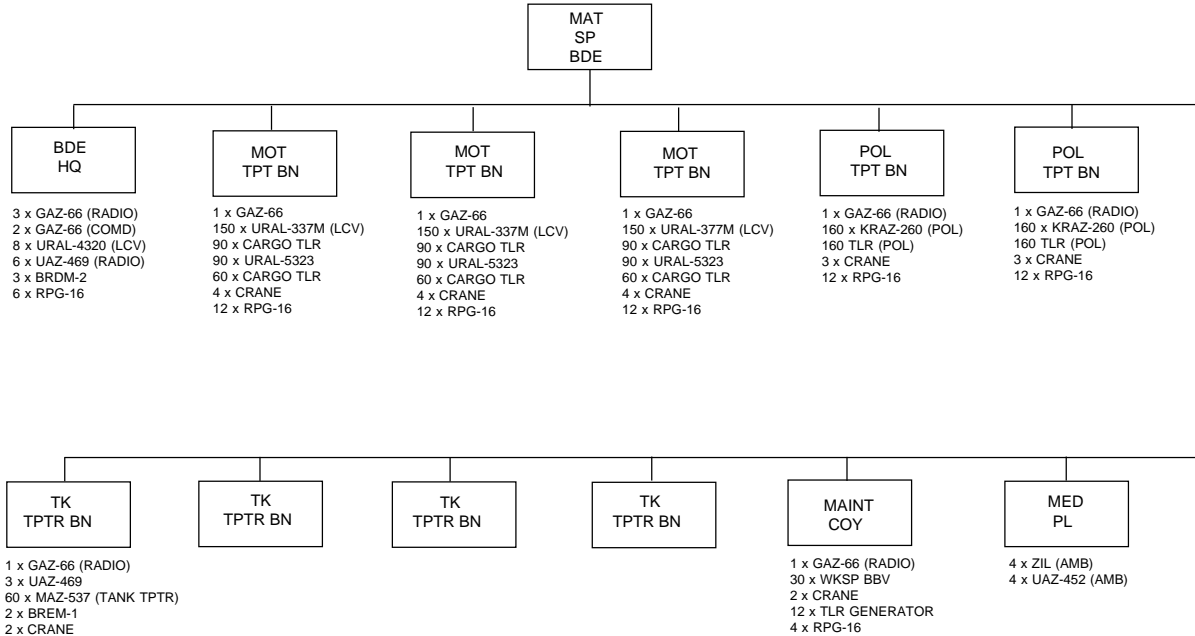 MAT
SP
BDE
BDE
HQ
3 x GAZ-66 (RADIO)
2 x GAZ-66 (COMD)
8 x URAL-4320 (LCV)
6 x UAZ-469 (RADIO)
3 x BRDM-2
6 x RPG-16
MOT
TPT BN
1 x GAZ-66
150 x URAL-337M (LCV)
90 x CARGO TLR
90 x URAL-5323
60 x CARGO TLR
4 x CRANE
12 x RPG-16
MOT
TPT BN
1 x GAZ-66
150 x URAL-337M (LCV)
90 x CARGO TLR
90 x URAL-5323
60 x CARGO TLR
4 x CRANE
12 x RPG-16
MOT
TPT BN
1 x GAZ-66
150 x URAL-377M (LCV)
90 x CARGO TLR
90 x URAL-5323
60 x CARGO TLR
4 x CRANE
12 x RPG-16
POL
TPT BN
1 x GAZ-66 (RADIO)
160 x KRAZ-260 (POL)
160 TLR (POL)
3 x CRANE
12 x RPG-16
POL
TPT BN
1 x GAZ-66 (RADIO)
160 x KRAZ-260 (POL)
160 TLR (POL)
3 x CRANE
12 x RPG-16
TK
TPTR BN
1 x GAZ-66 (RADIO)
3 x UAZ-469
60 x MAZ-537 (TANK TPTR)
2 x BREM-1
2 x CRANE
TK
TPTR BN
TK
TPTR BN
TK
TPTR BN
MAINT
COY
1 x GAZ-66 (RADIO)
30 x WKSP BBV
2 x CRANE
12 x TLR GENERATOR
4 x RPG-16
MED
PL
4 x ZIL (AMB)
4 x UAZ-452 (AMB)